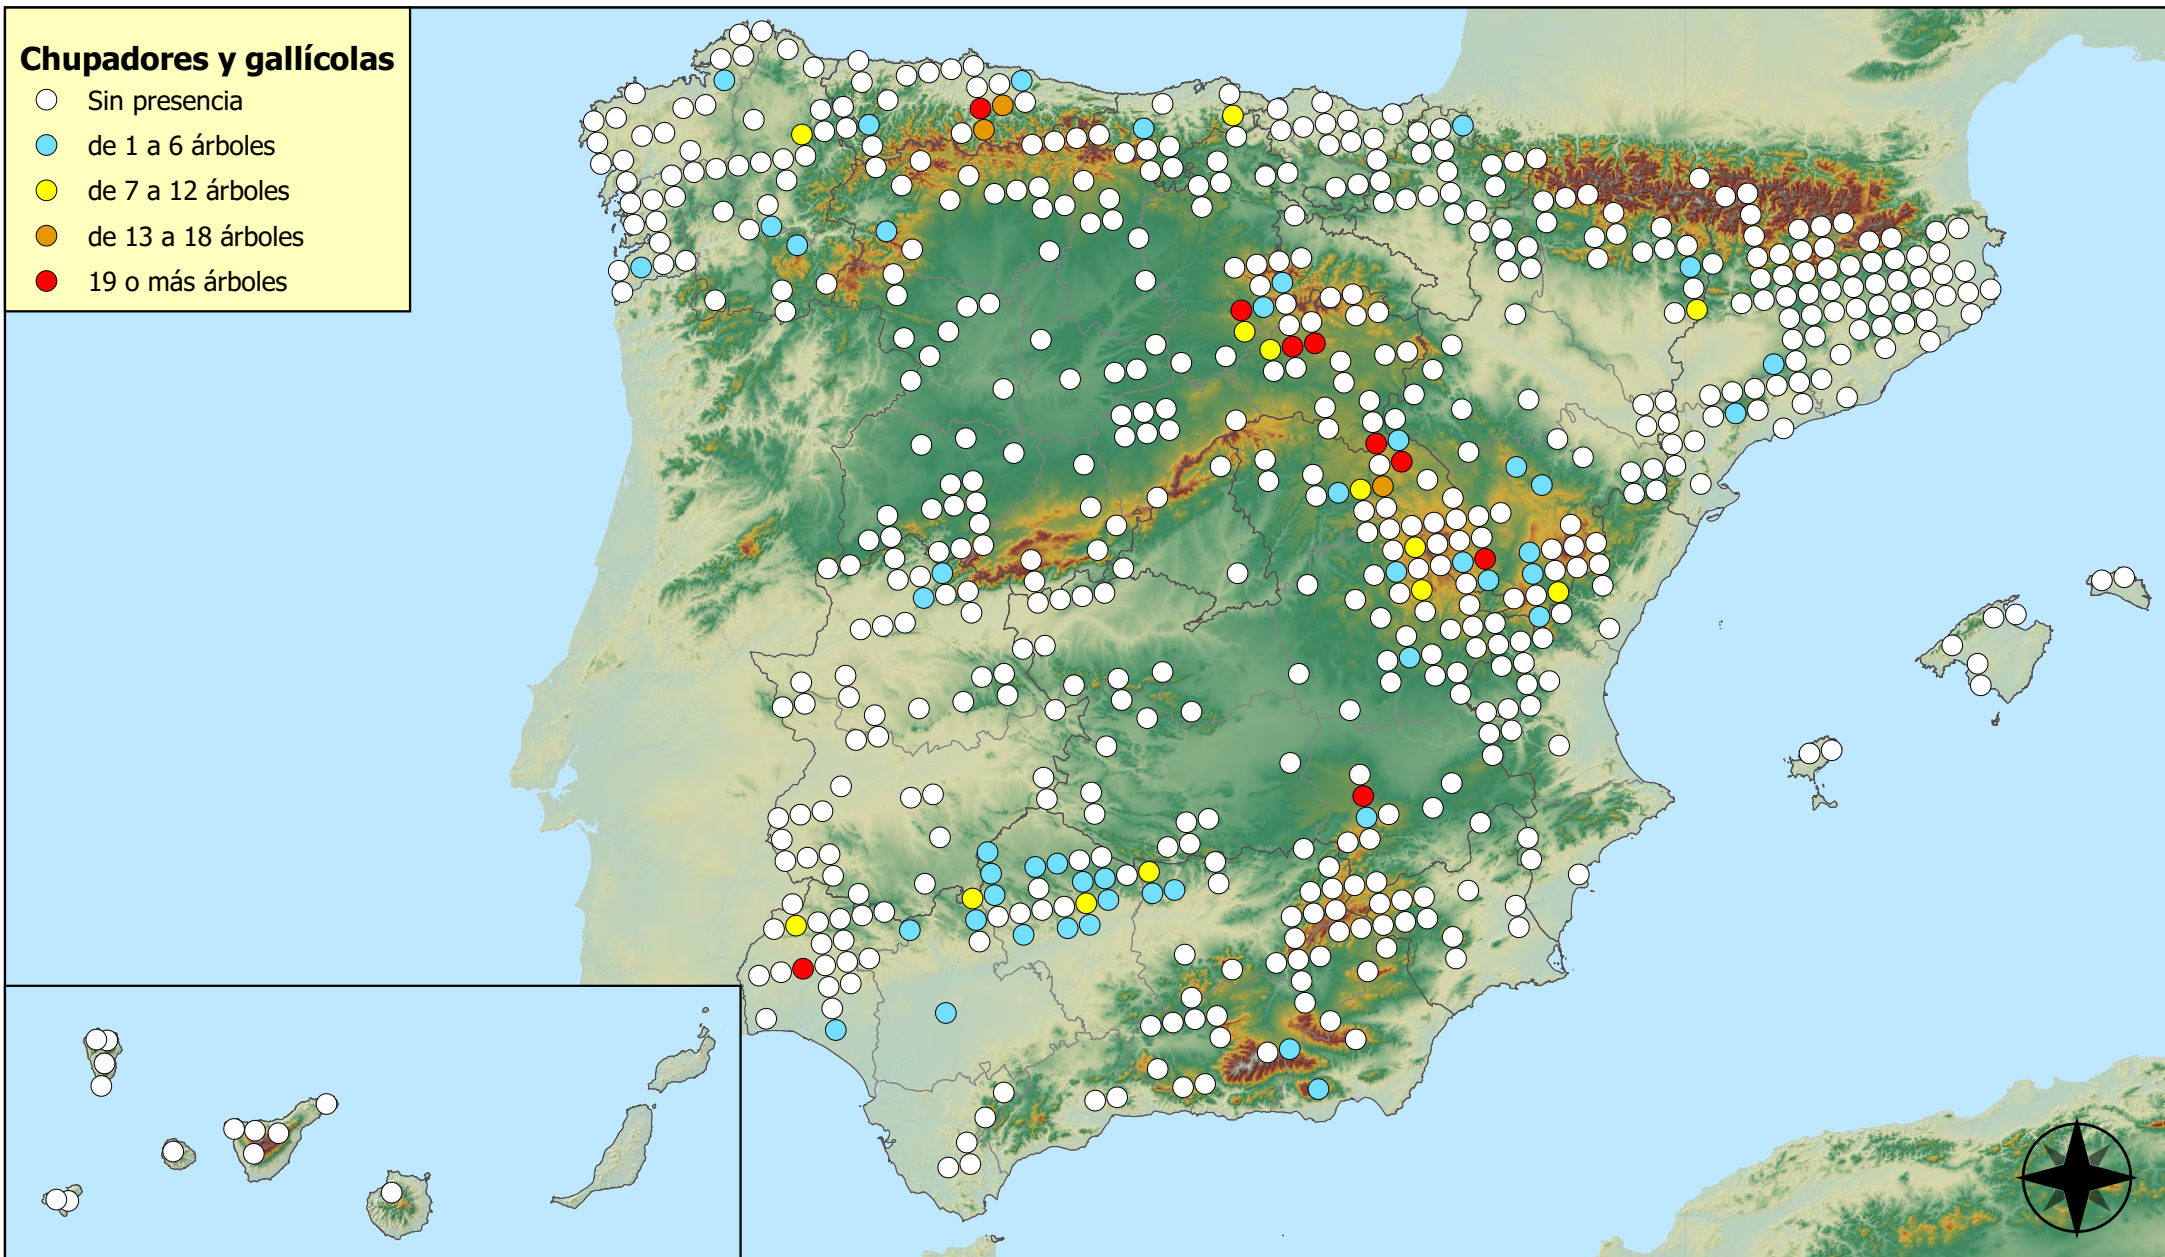 Chupadores y gallícolas
Sin presencia
de 1 a 6 árboles
de 7 a 12 árboles
de 13 a 18 árboles
19 o más árboles